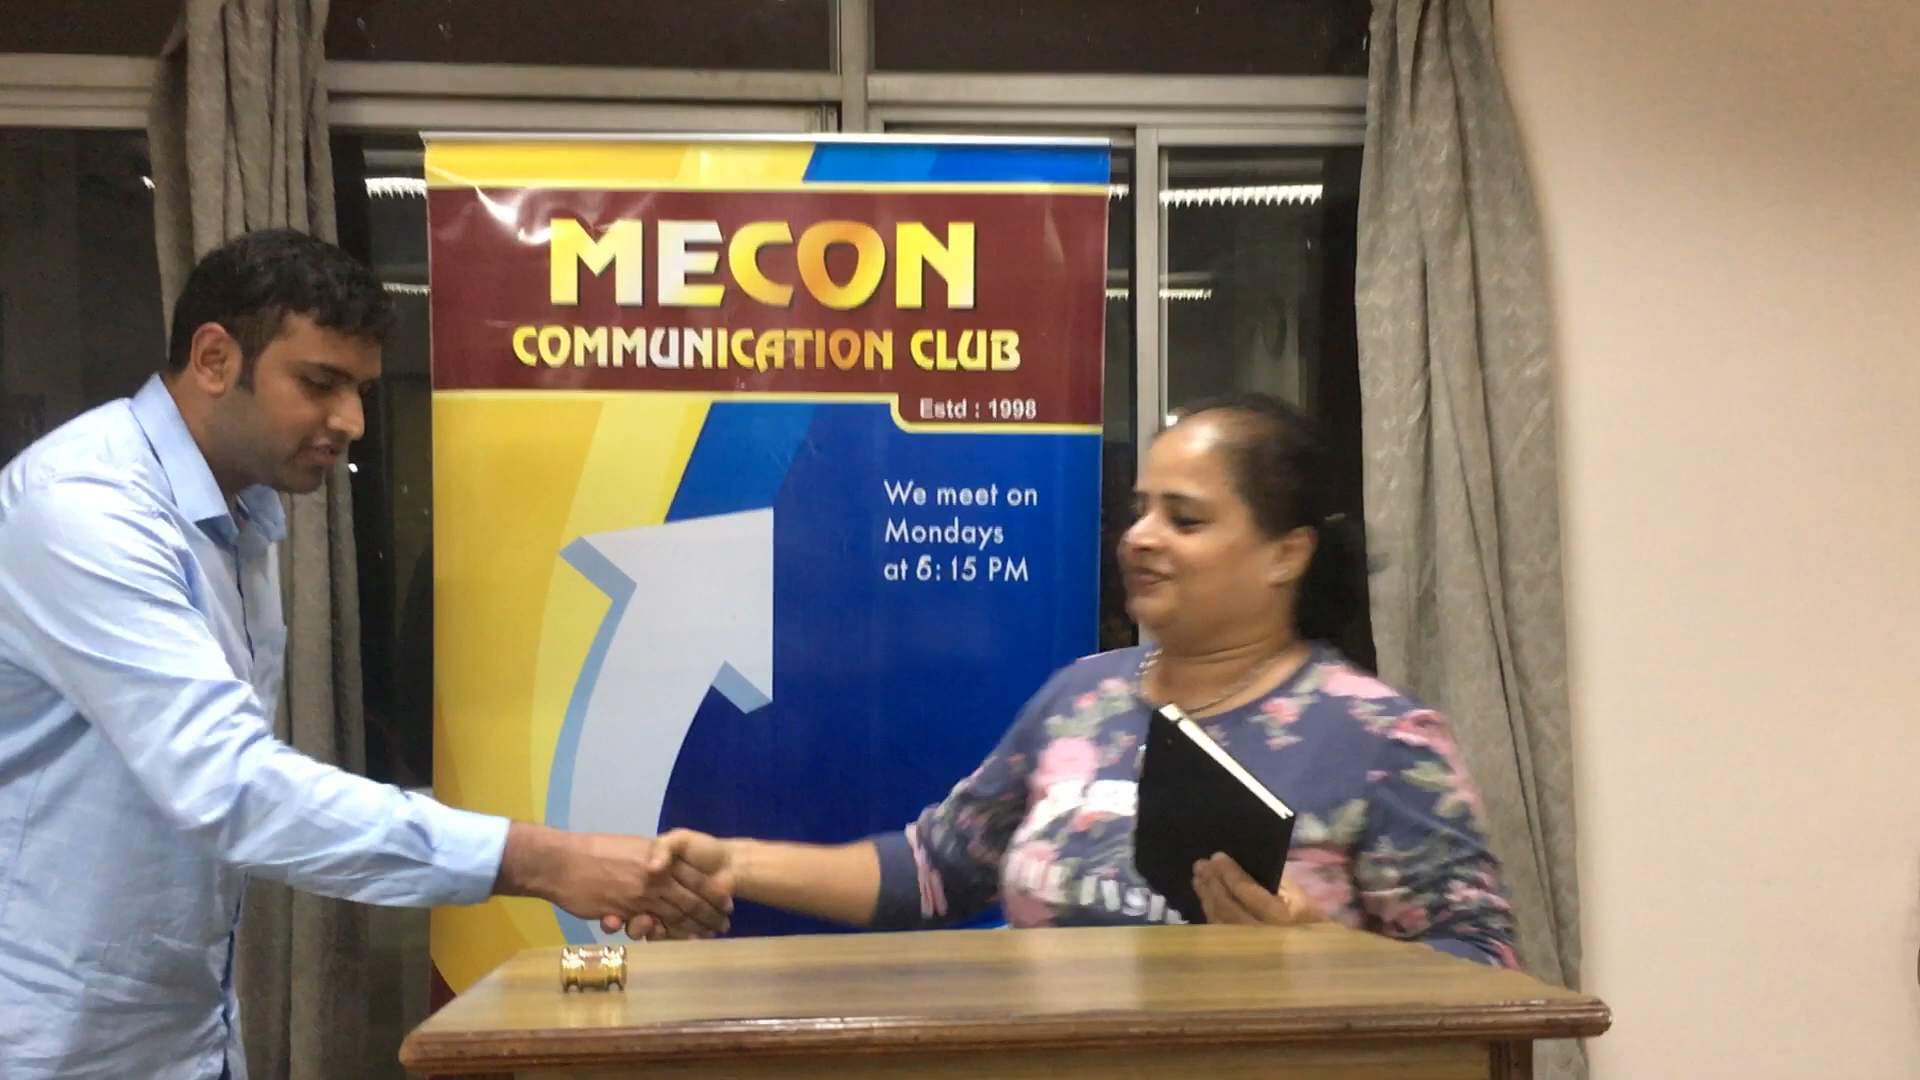 MECON
COMMUNICATION CLUB
Estd : 1998
We meet on
Mondays
at 6:15 PM